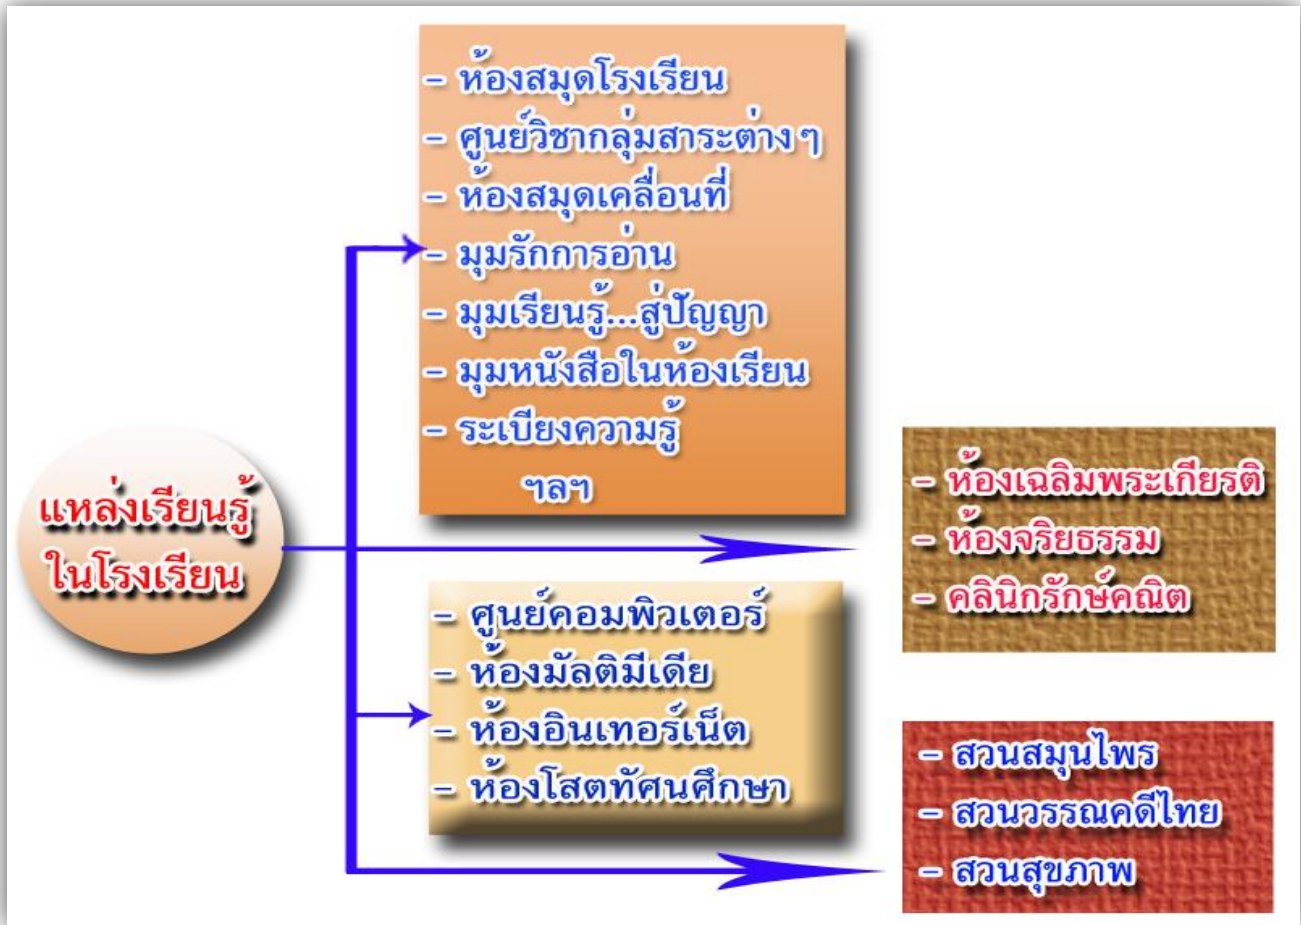 แหล่งเรียนรู้
ในโรงเรียน
- ห้องสมุดโรงเรียน
- ศูนย์วิชากลุ่มสาระต่างๆ
- ห้องสมุดเคลื่อนที่
- มุมรักการอ่าน
- มุมเรียนรู้...สู่ปัญญา
- มุมหนังสือในห้องเรียน
- ระเบียงความรู้
ฯลฯ
- ห้องเฉลิมพระเกียรติ
- ห้องจริยธรรม
- คลินิกรักษ์คณิต
- ศูนย์คอมพิวเตอร์
- ห้องมัลติมีเดีย
- ห้องอินเทอร์เน็ต
- ห้องโสตทัศนศึกษา
- สวนสมุนไพร
- สวนวรรณคดีไทย
- สวนสุขภาพ